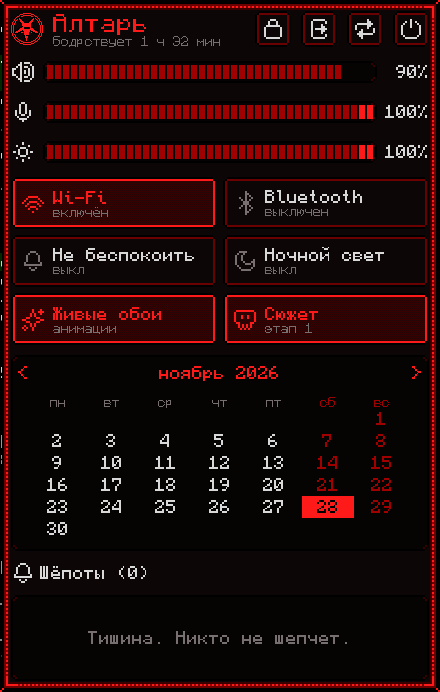 Алтарь
бодрствует 1 ч 32 мин
90%
100%
100%
Wi-Fi
включён
Bluetooth
выключен
Не беспокоить
выкл
Ночной свет
выкл
Живые обои
анимации
Сюжет
этап 1
ноябрь 2026
пн вт ср чт пт сб вс
1
2 3 4 5 6 7 8
9 10 11 12 13 14 15
16 17 18 19 20 21 22
23 24 25 26 27 28 29
30
Шёпоты (0)
Тишина. Никто не шепчет.